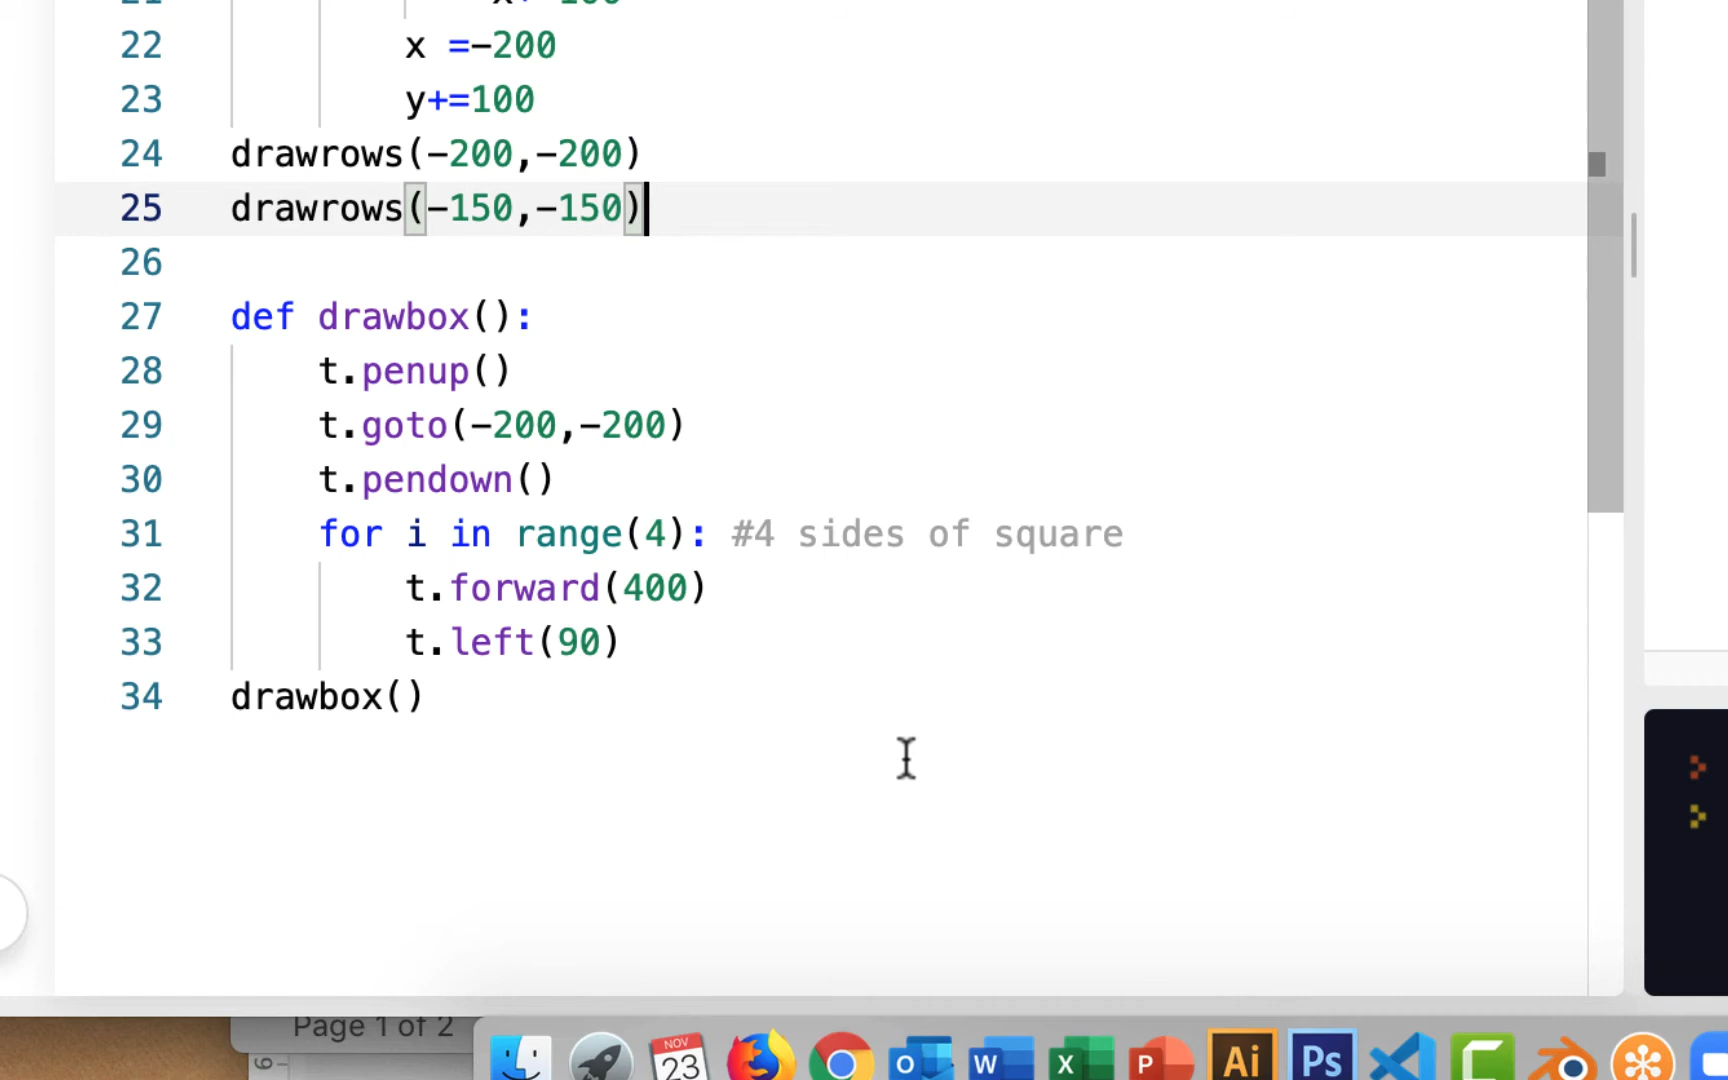 22 x =-200
23 y+=100
24 drawrows(-200,-200)
25 drawrows(-150,-150)
26
27 def drawbox():
28 t.penup()
29 t.goto(-200,-200)
30 t.pendown()
31 for i in range(4): #4 sides of square
32 t.forward(400)
33 t.left(90)
34 drawbox()
Page 1 of 2
NOV
23
O
W
X
P
Ai
Ps